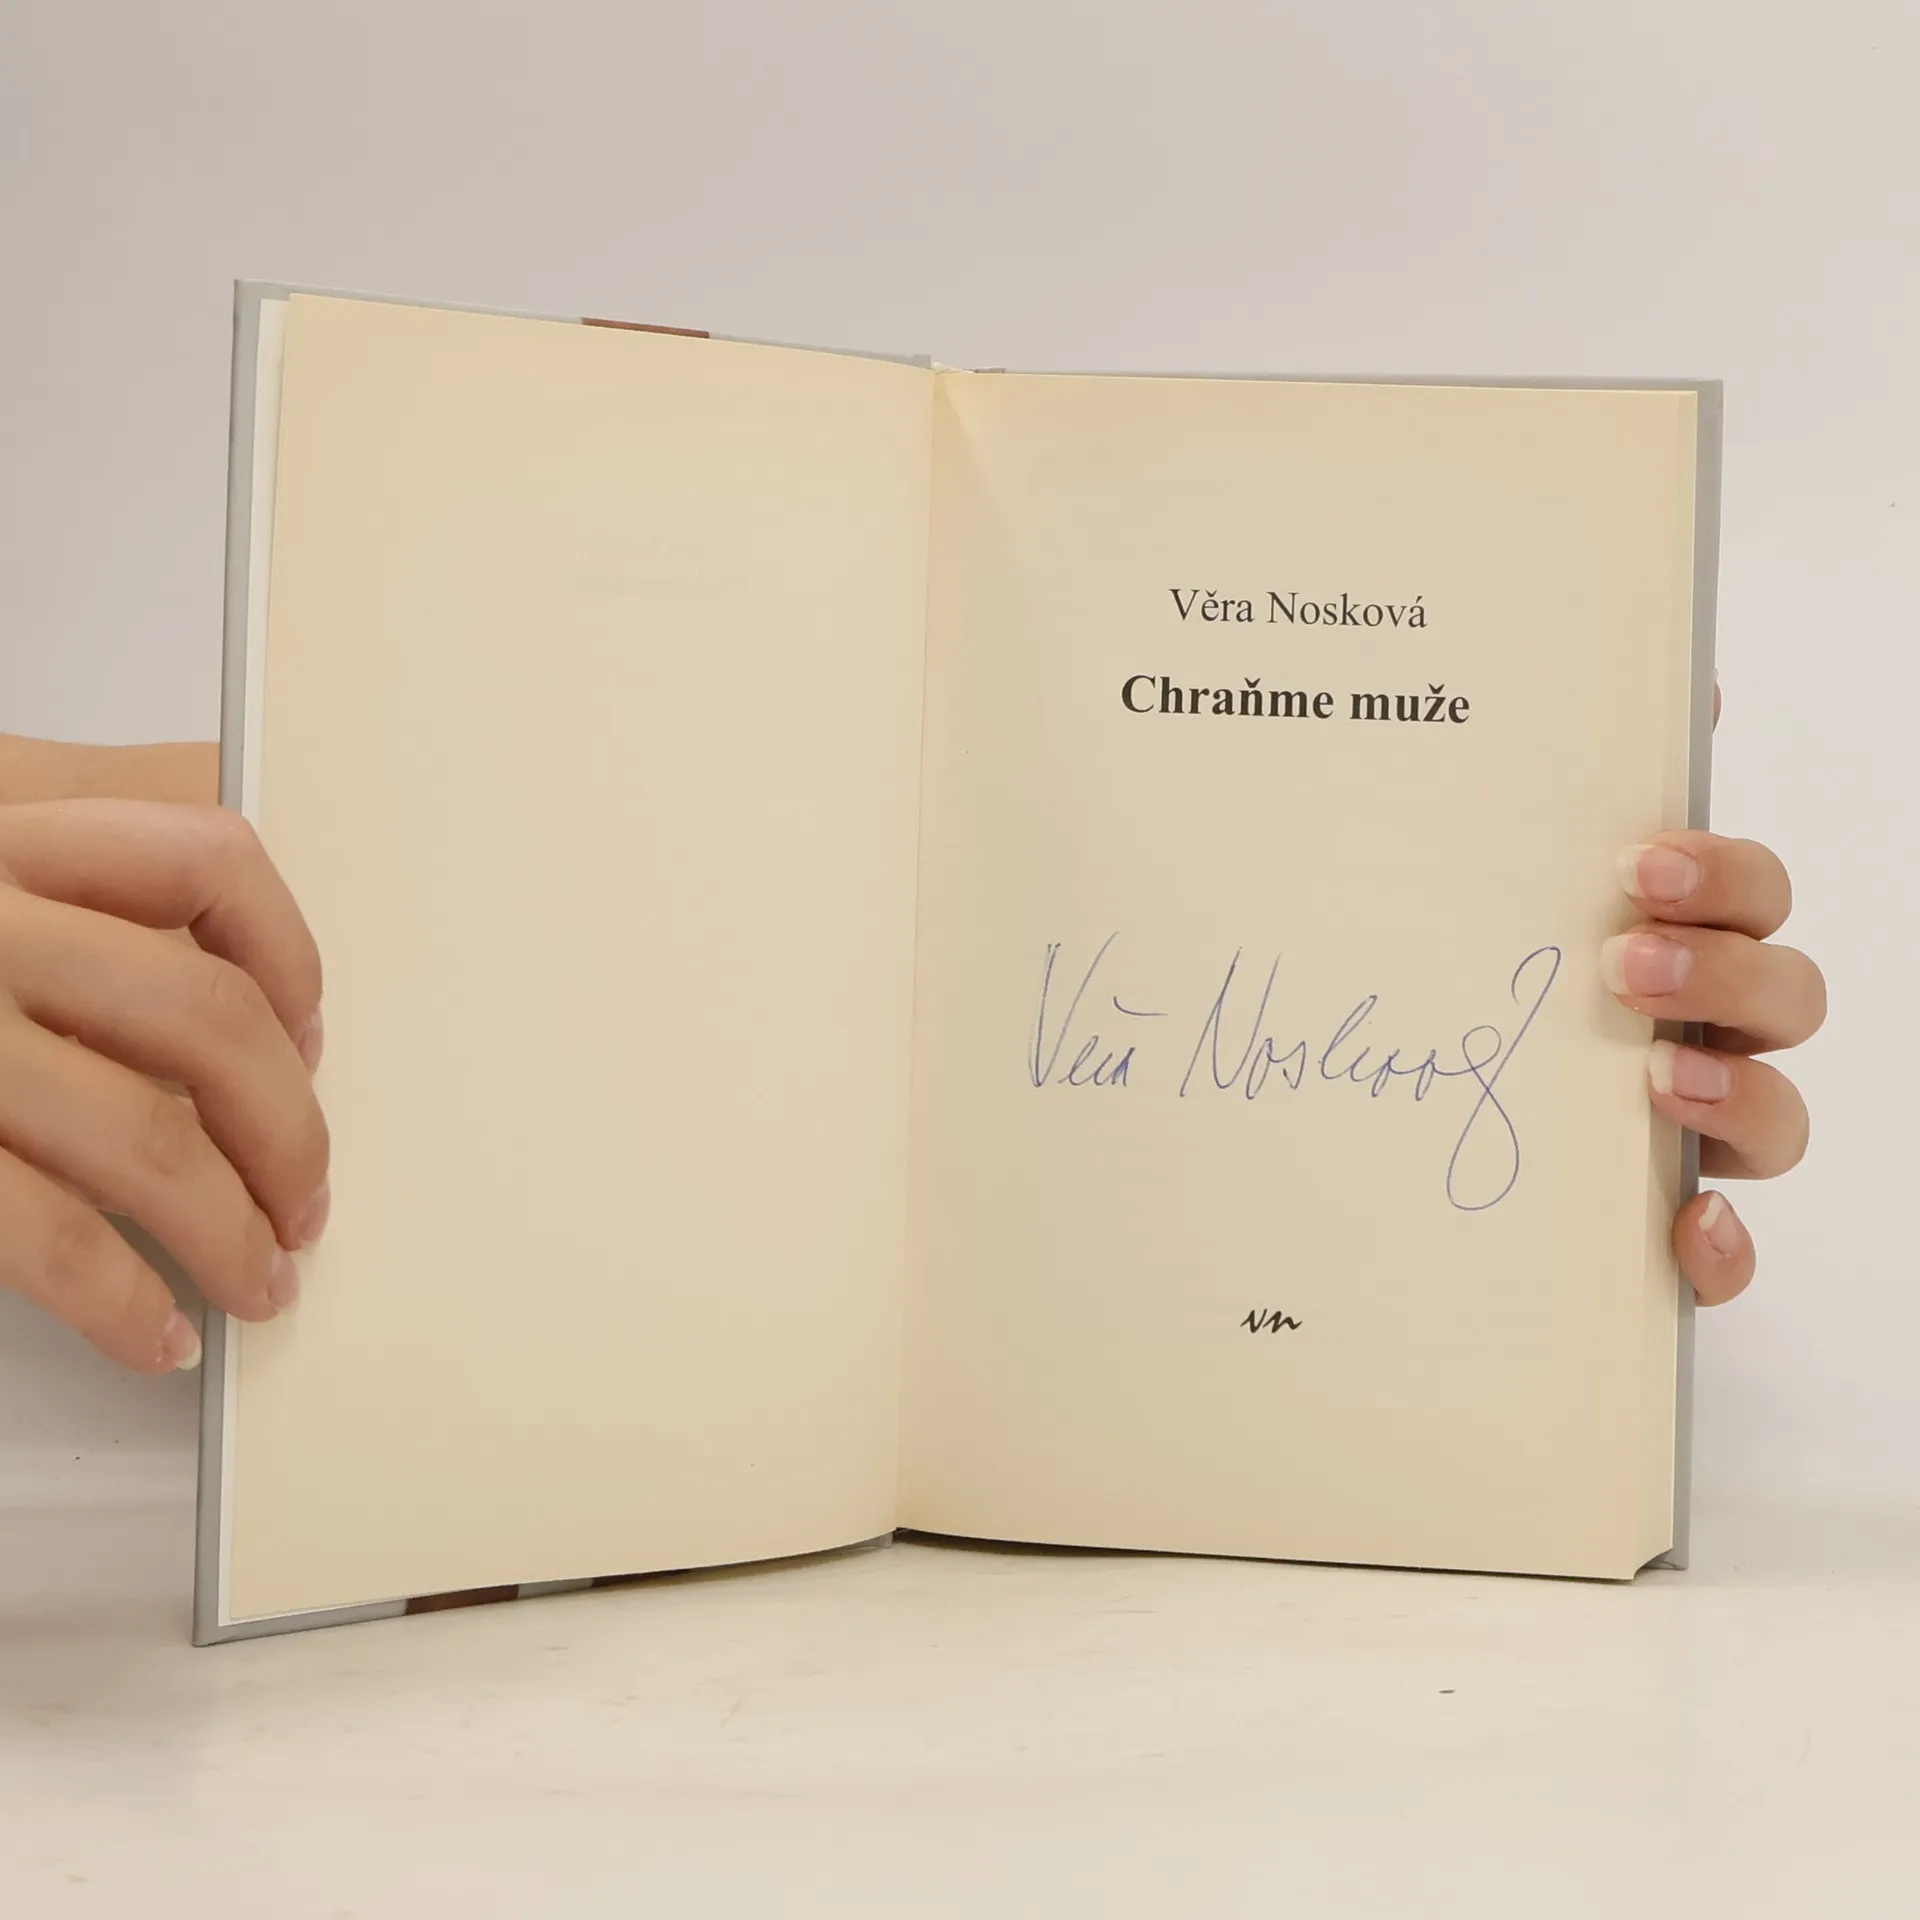 Věra Nosková
Chraňme muže
Věra Nosková
vn